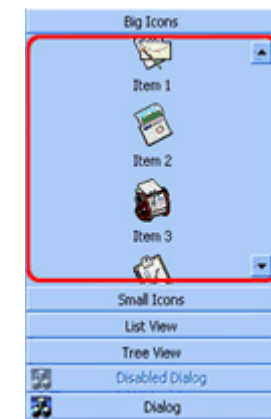 Big Icons
Item 1
Item 2
Item 3
Small Icons
List View
Tree View
Disabled Dialog
Dialog